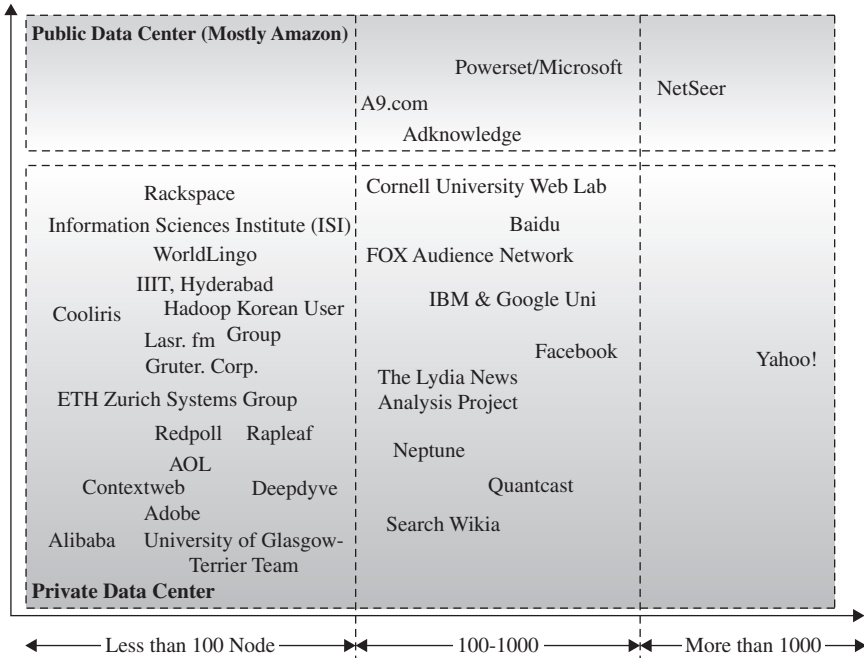 Public Data Center (Mostly Amazon)
Powerset/Microsoft
A9.com
Adknowledge
NetSeer
Rackspace
Information Sciences Institute (ISI)
WorldLingo
IIIT, Hyderabad
Cooliris
Hadoop Korean User
Group
Lasr. fm
Gruter. Corp.
ETH Zurich Systems Group
Redpoll
Rapleaf
AOL
Contextweb
Deepdyve
Adobe
Alibaba
University of Glasgow-
Terrier Team
Private Data Center
Cornell University Web Lab
Baidu
FOX Audience Network
IBM & Google Uni
Facebook
The Lydia News
Analysis Project
Neptune
Quantcast
Search Wikia
Yahoo!
Less than 100 Node
100-1000
More than 1000